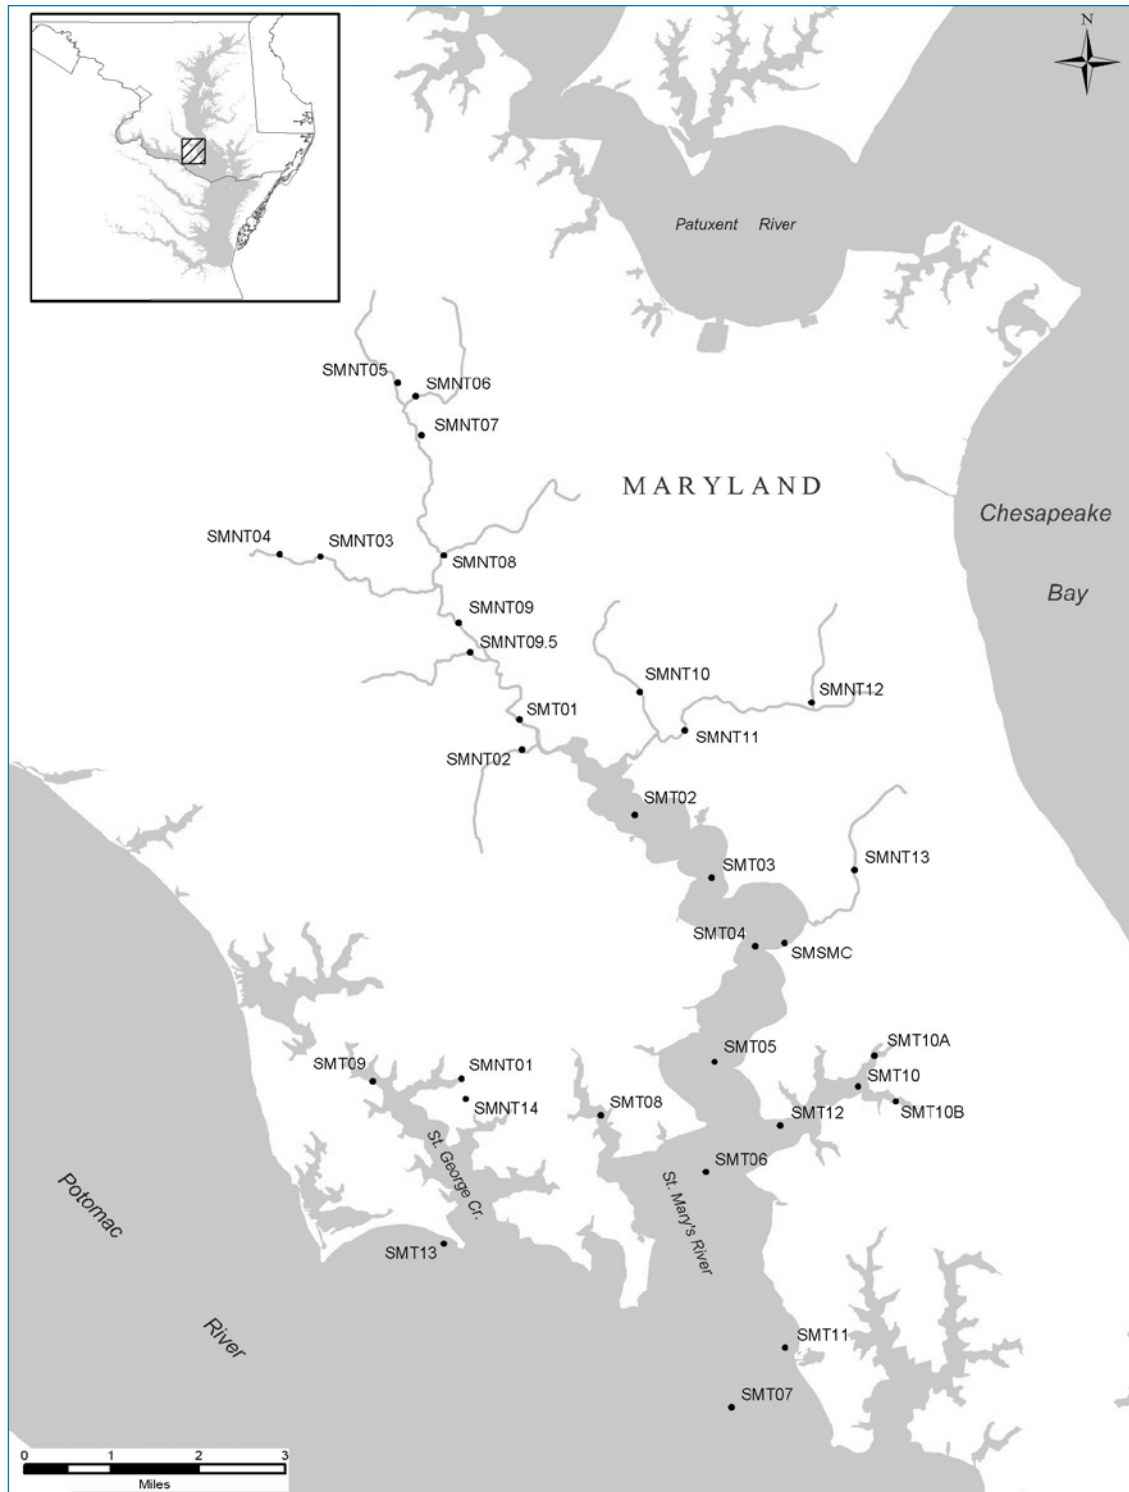 N
Patuxent River
SMNT05
SMNT06
SMNT07
MARYLAND
Chesapeake
Bay
SMNT04
SMNT03
SMNT08
SMNT09
SMNT09.5
SMNT10
SMNT12
SMT01
SMNT11
SMNT02
SMT02
SMT03
SMNT13
SMT04
SMSMC
SMT05
SMT10A
SMT09
SMNT01
SMT10
SMNT14
SMT08
SMT10B
SMT12
SMT06
St. George Cr.
St. Mary's River
Potomac
River
SMT13
SMT11
SMT07
0 1 2 3
Miles